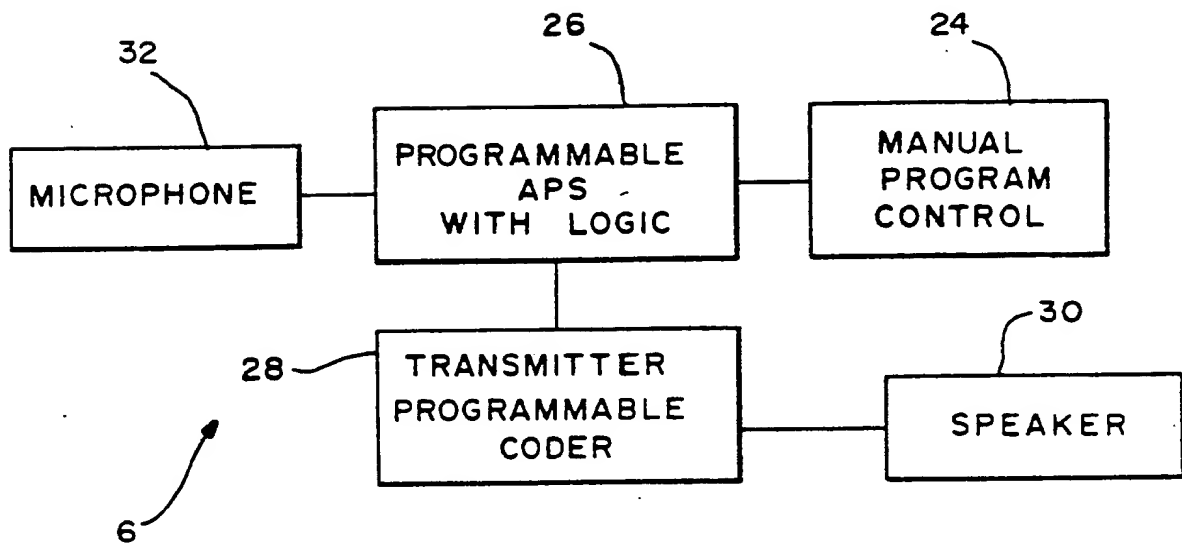 26
24
32
PROGRAMMABLE
APS
WITH LOGIC
MANUAL
PROGRAM
CONTROL
MICROPHONE
30
28
TRANSMITTER
PROGRAMMABLE
CODER
SPEAKER
6